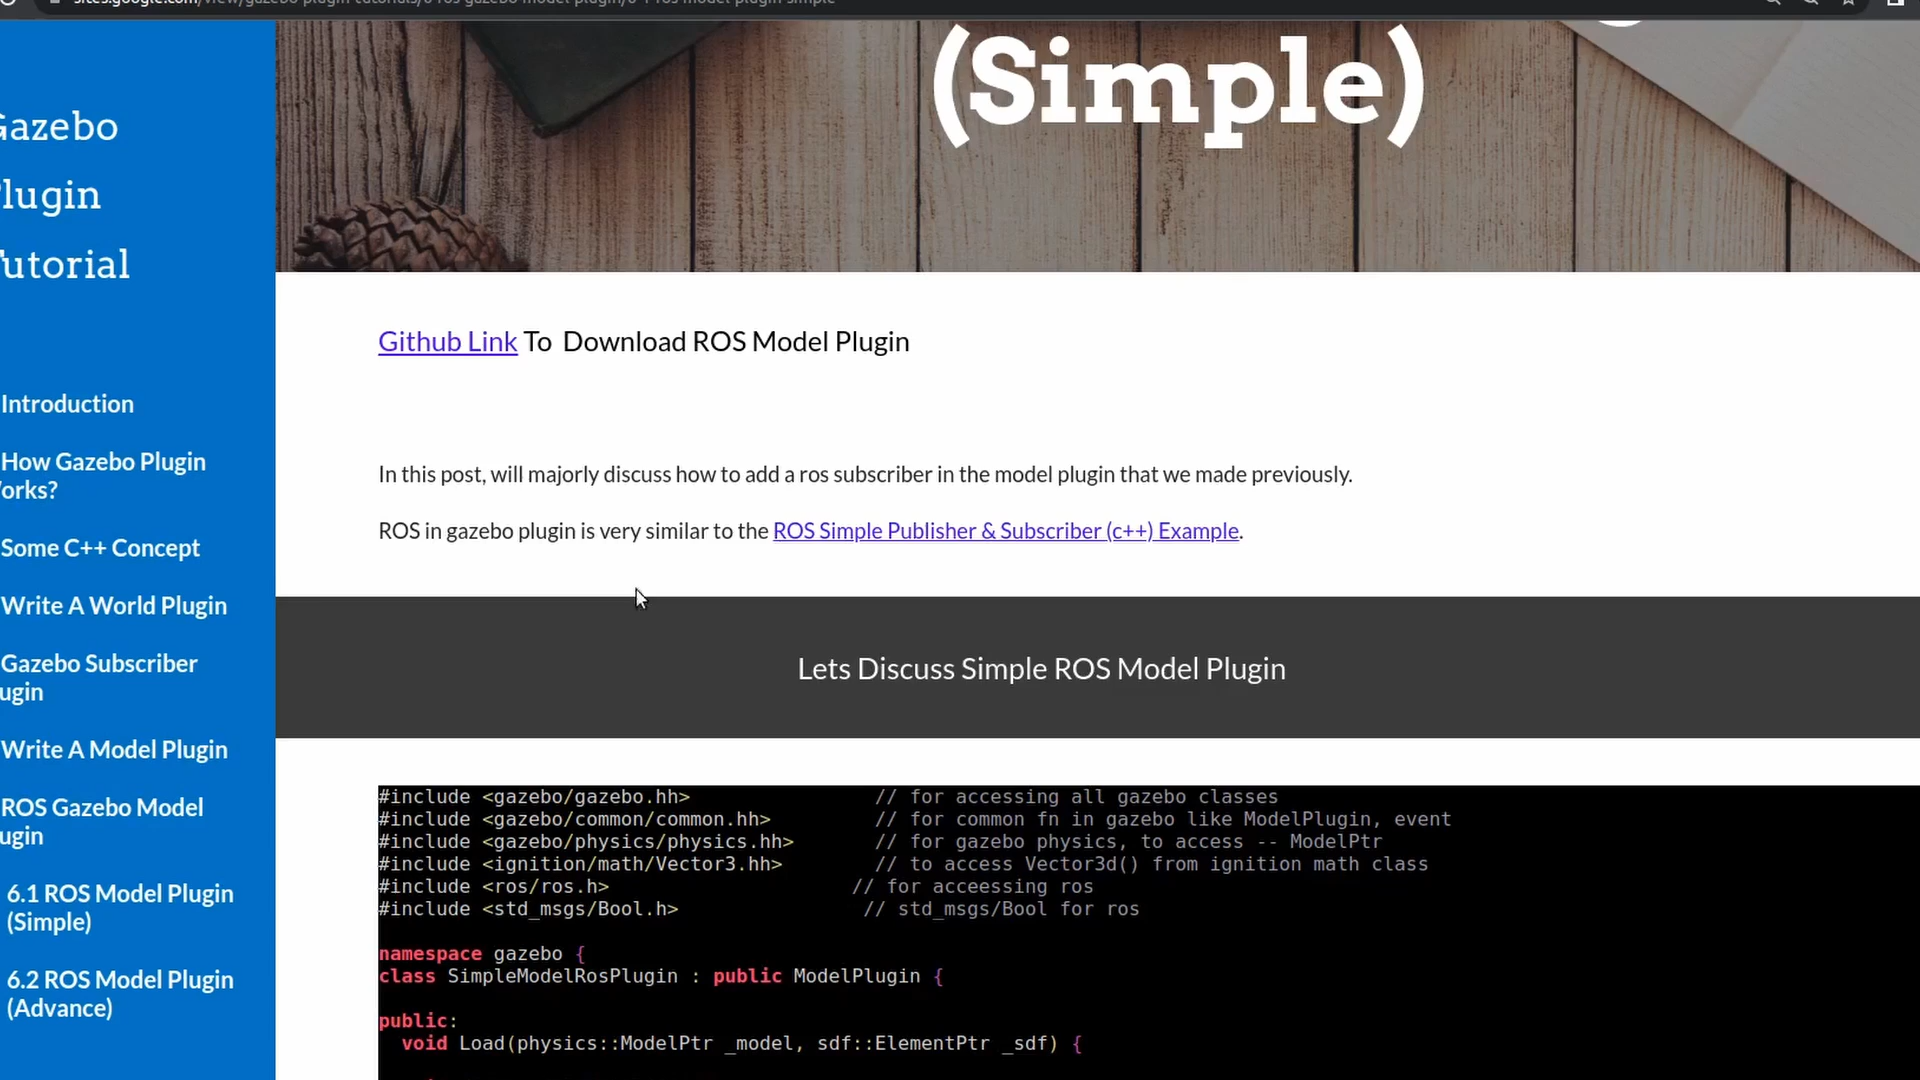 (Simple)
Gazebo
Plugin
Tutorial
Introduction
How Gazebo Plugin
Works?
Some C++ Concept
Write A World Plugin
Gazebo Subscriber
ugin
Write A Model Plugin
ROS Gazebo Model
ugin
6.1 ROS Model Plugin
(Simple)
6.2 ROS Model Plugin
(Advance)
Github Link To Download ROS Model Plugin
In this post, will majorly discuss how to add a ros subscriber in the model plugin that we made previously.
ROS in gazebo plugin is very similar to the ROS Simple Publisher & Subscriber (c++) Example.
Lets Discuss Simple ROS Model Plugin
#include <gazebo/gazebo.hh> // for accessing all gazebo classes
#include <gazebo/common/common.hh> // for common fn in gazebo like ModelPlugin, event
#include <gazebo/physics/physics.hh> // for gazebo physics, to access -- ModelPtr
#include <ignition/math/Vector3.hh> // to access Vector3d() from ignition math class
#include <ros/ros.h> // for acceessing ros
#include <std_msgs/Bool.h> // std_msgs/Bool for ros
namespace gazebo {
class SimpleModelRosPlugin : public ModelPlugin {
public:
void Load(physics::ModelPtr _model, sdf::ElementPtr _sdf) {